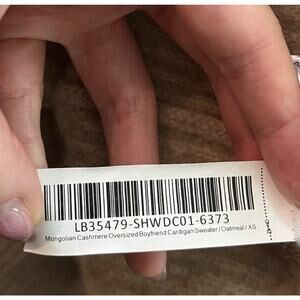 LB35479-SHWDC01-6373
Mongolian Cashmere Oversized Boyfriend Cardigan Sweater / Oatmeal / XS